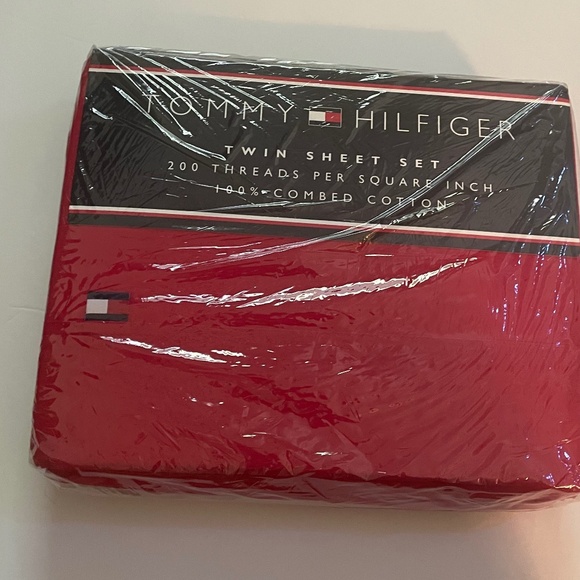 TOMMY HILFIGER
TWIN SHEET SET
200 THREADS PER SQUARE INCH
100% COMBED COTTON